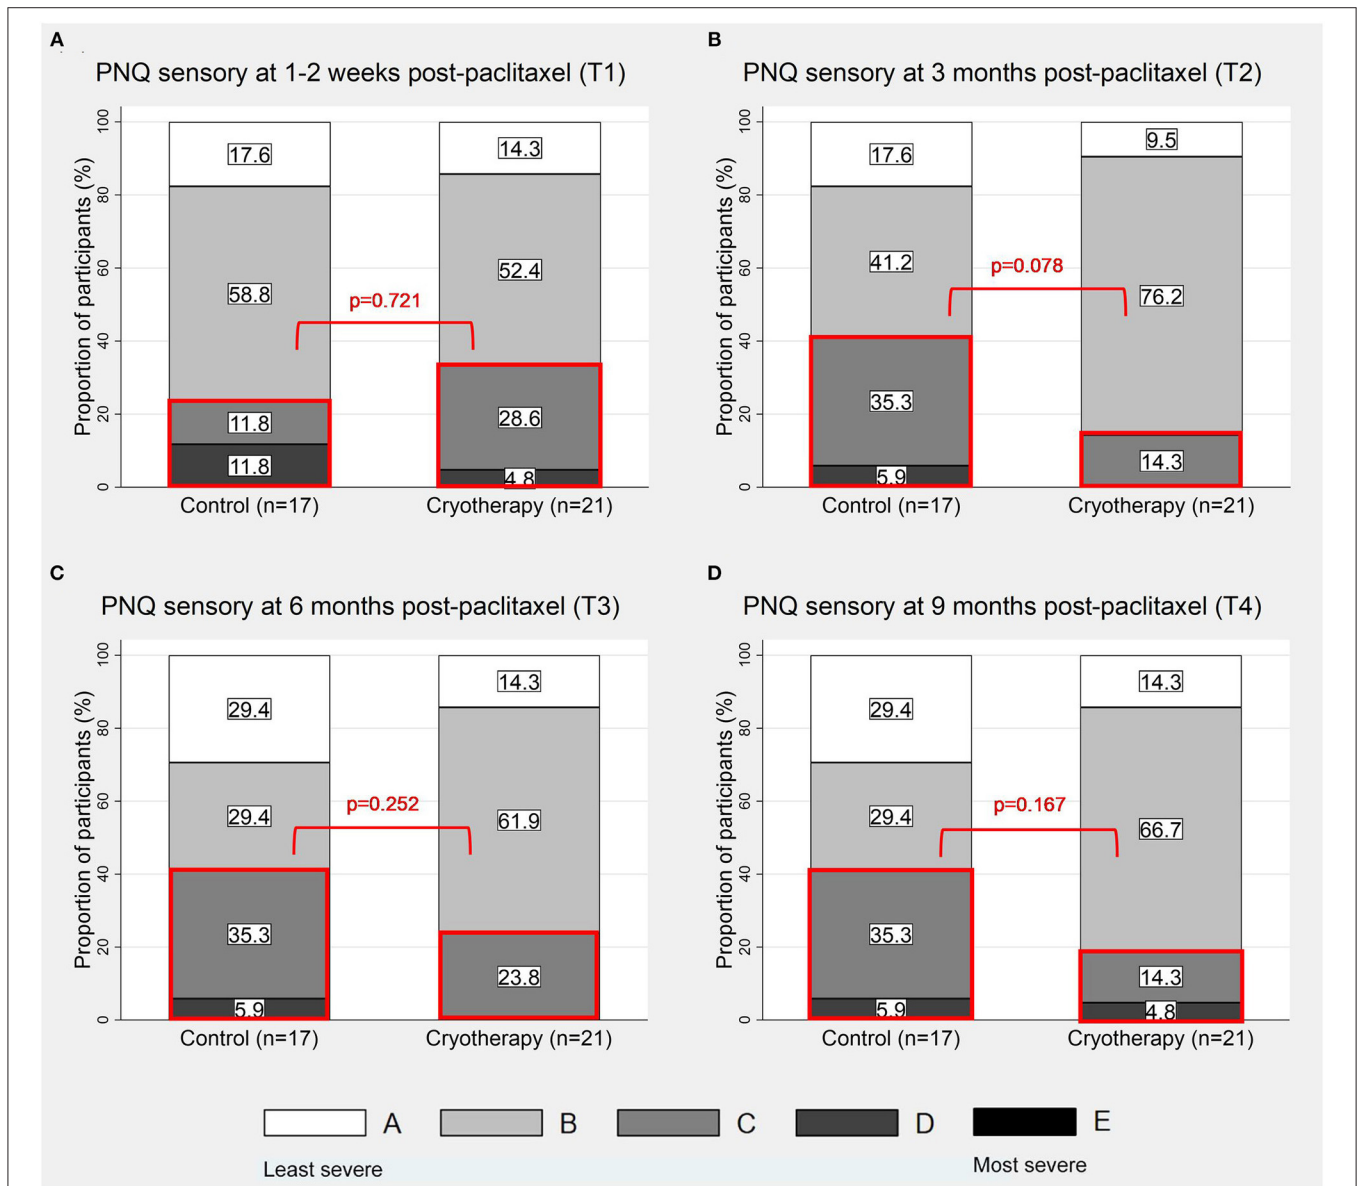 A
PNQ sensory at 1-2 weeks post-paclitaxel (T1)
Proportion of participants (%)
100
80
60
40
20
0
17.6
58.8
11.8
11.8
p=0.721
14.3
52.4
28.6
4.8
Control (n=17)
Cryotherapy (n=21)
B
PNQ sensory at 3 months post-paclitaxel (T2)
Proportion of participants (%)
100
80
60
40
20
0
17.6
41.2
35.3
5.9
p=0.078
9.5
76.2
14.3
Control (n=17)
Cryotherapy (n=21)
C
PNQ sensory at 6 months post-paclitaxel (T3)
Proportion of participants (%)
100
80
60
40
20
0
29.4
29.4
35.3
5.9
p=0.252
14.3
61.9
23.8
Control (n=17)
Cryotherapy (n=21)
D
PNQ sensory at 9 months post-paclitaxel (T4)
Proportion of participants (%)
100
80
60
40
20
0
29.4
29.4
35.3
5.9
p=0.167
14.3
66.7
14.3
4.8
Control (n=17)
Cryotherapy (n=21)
A B C D E
Least severe Most severe